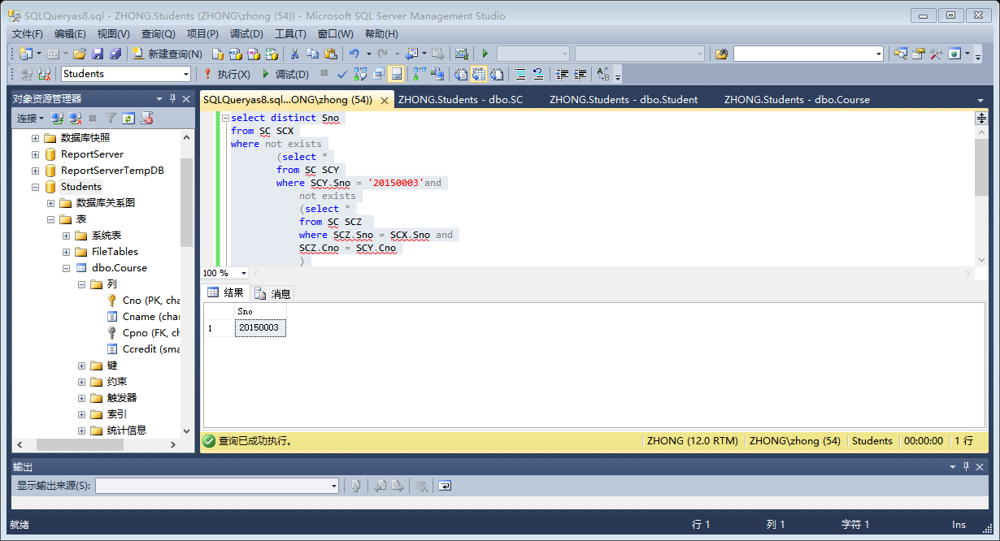 SQLQueryas8.sql - ZHONG.Students (ZHONG\zhong (54)) - Microsoft SQL Server Management Studio
文件(F) 编辑(E) 视图(V) 查询(Q) 项目(P) 调试(D) 工具(T) 窗口(W) 帮助(H)
新建查询(N)
Students 执行(X) 调试(D)
对象资源管理器
连接
数据库快照
ReportServer
ReportServerTempDB
Students
数据库关系图
表
系统表
FileTables
dbo.Course
列
Cno (PK, cha
Cname (char
Cpno (FK, ch
Ccredit (sma
键
约束
触发器
索引
统计信息
SQLQueryas8.sql...ONG\zhong (54)) ZHONG.Students - dbo.SC ZHONG.Students - dbo.Student ZHONG.Students - dbo.Course
select distinct Sno
from SC SCX
where not exists
(select *
from SC SCY
where SCY.Sno = '20150003'and
not exists
(select *
from SC SCZ
where SCZ.Sno = SCX.Sno and
SCZ.Cno = SCY.Cno
)
100 %
结果 消息
Sno
1 20150003
查询已成功执行。 ZHONG (12.0 RTM) ZHONG\zhong (54) Students 00:00:00 1 行
输出
显示输出来源(S):
就绪 行 1 列 1 字符 1 Ins